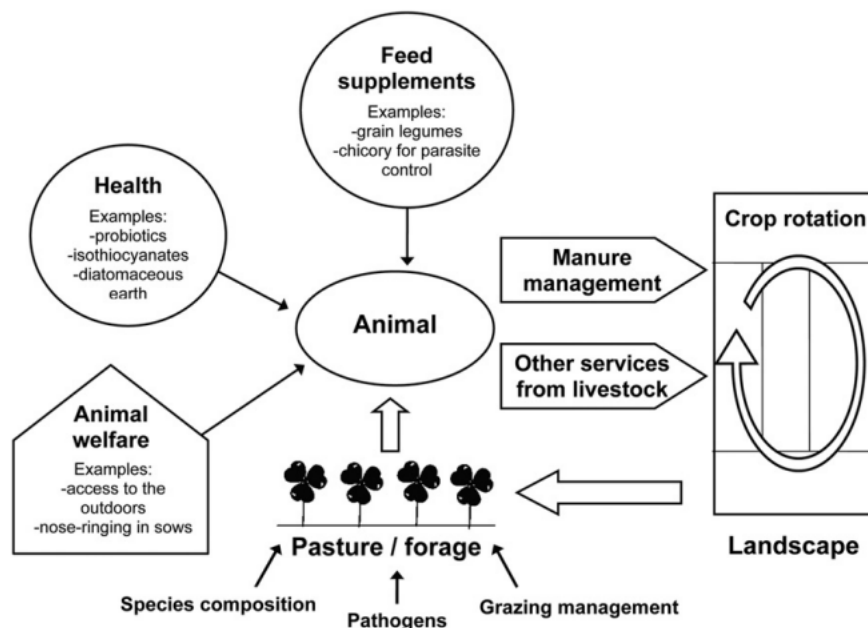 Feed
supplements
Examples:
-grain legumes
-chicory for parasite
control
Health
Examples:
-probiotics
-isothiocyanates
-diatomaceous
earth
Animal
Animal
welfare
Examples:
-access to the
outdoors
-nose-ringing in sows
Manure
management
Other services
from livestock
Crop rotation
Landscape
Pasture / forage
Species composition
Pathogens
Grazing management